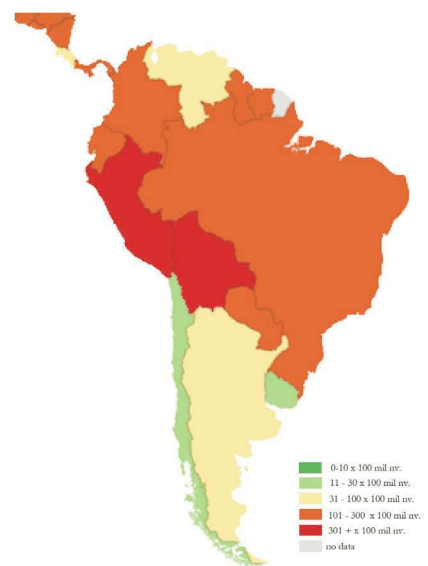 0-10 x 100 mil nv.
11 - 30 x 100 mil nv.
31 - 100 x 100 mil nv.
101 - 300 x 100 mil nv.
301 + x 100 mil nv.
no data